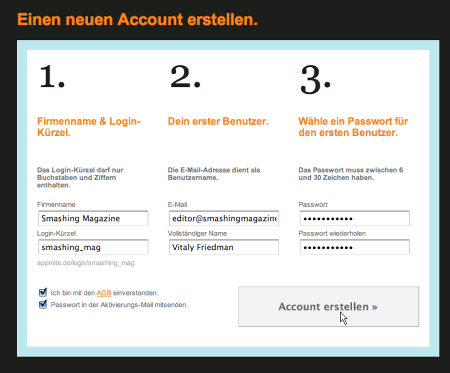 Einen neuen Account erstellen.
1.
Firmenname & Login-
Kürzel.
Das Login-Kürzel darf nur
Buchstaben und Ziffern
enthalten.
Firmenname
Smashing Magazine
Login-Kürzel
smashing_mag
appmite.de/login/smashing_mag
2.
Dein erster Benutzer.
Die E-Mail-Adresse dient als
Benutzername.
E-Mail
editor@smashingmagazine
Vollständiger Name
Vitaly Friedman
3.
Wähle ein Passwort für
den ersten Benutzer.
Das Passwort muss zwischen 6
und 30 Zeichen haben.
Passwort
•••••••••••
Passwort wiederholen
•••••••••••
Ich bin mit den AGB einverstanden.
Passwort in der Aktivierungs-Mail mitsenden.
Account erstellen »